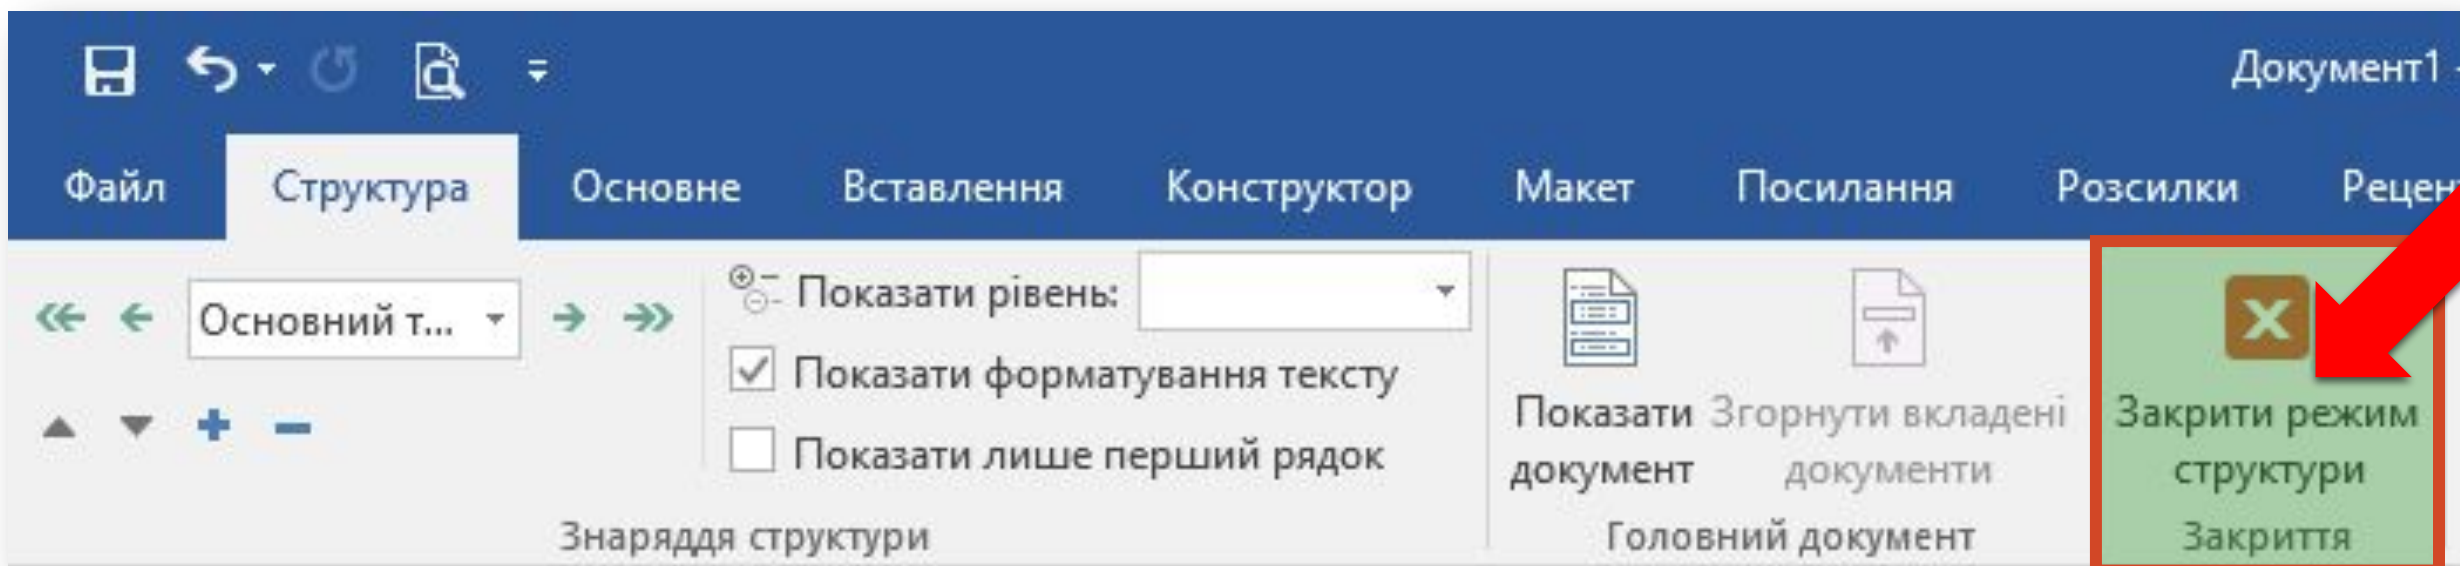 Документ1 -
Файл Структура Основне Вставлення Конструктор Макет Посилання Розсилки Рецен
Основний т... Показати рівень:
Показати форматування тексту
Показати лише перший рядок
Знаряддя структури
Показати
документ
Згорнути вкладені
документи
Головний документ
Закрити режим
структури
Закриття